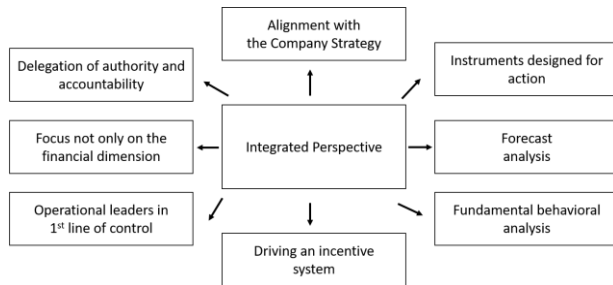 Alignment with
the Company Strategy
Delegation of authority and
accountability
Instruments designed for
action
Focus not only on the
financial dimension
Integrated Perspective
Forecast
analysis
Operational leaders in
1st line of control
Fundamental behavioral
analysis
Driving an incentive
system